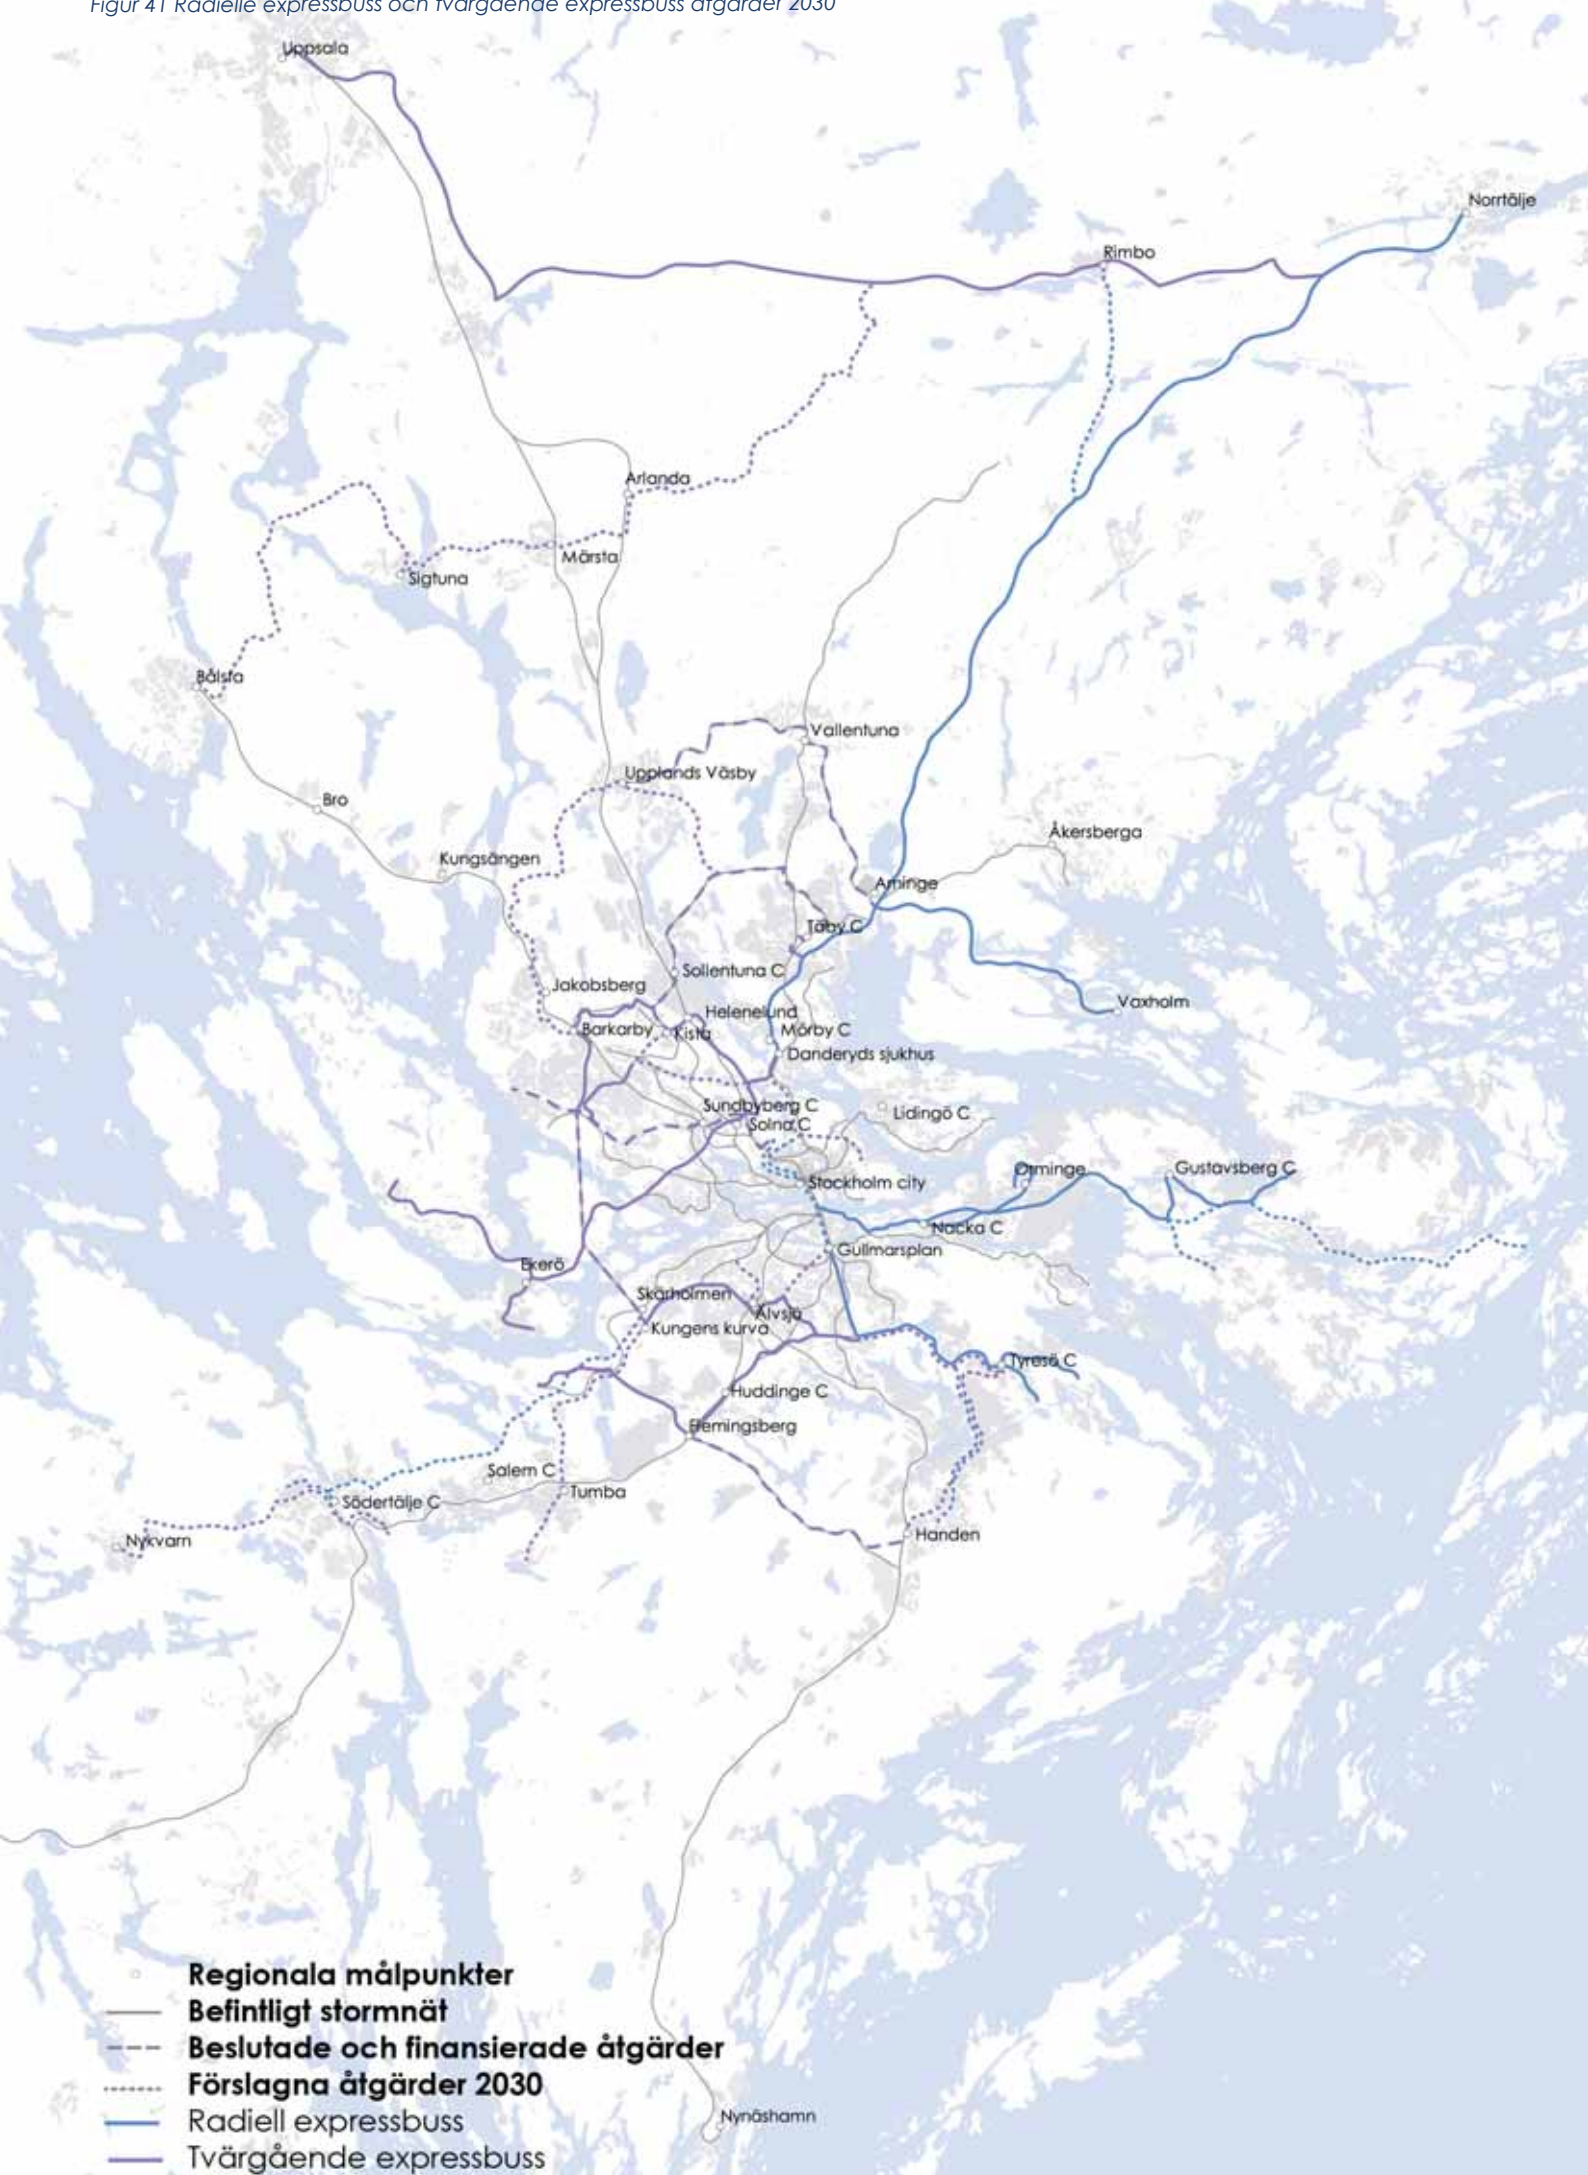 Figur 41 Radielle expressbuss och tvärgående expressbuss åtgärder 2030
Uppsala
Norrtälje
Rimbo
Arlanda
Märsta
Sigtuna
Bålsta
Vallentuna
Upplands Väsby
Bro
Åkersberga
Kungsängen
Arninge
Täby C
Sollentuna C
Jakobsberg
Vaxholm
Helenelund
Barkarby
Kista
Mörby C
Danderyds sjukhus
Sundbyberg C
Lidingö C
Solna C
Orminge
Gustavsberg C
Stockholm city
Nacka C
Gullmarsplan
Ekerö
Skärholmen
Älvsjö
Kungens kurva
Tyresö C
Huddinge C
Flemingsberg
Salem C
Tumba
Södertälje C
Handen
Nykvarn
Regionala målpunkter
Befintligt stormnät
Beslutade och finansierade åtgärder
Förslagna åtgärder 2030
Radiell expressbuss
Nynäshamn
Tvärgående expressbuss